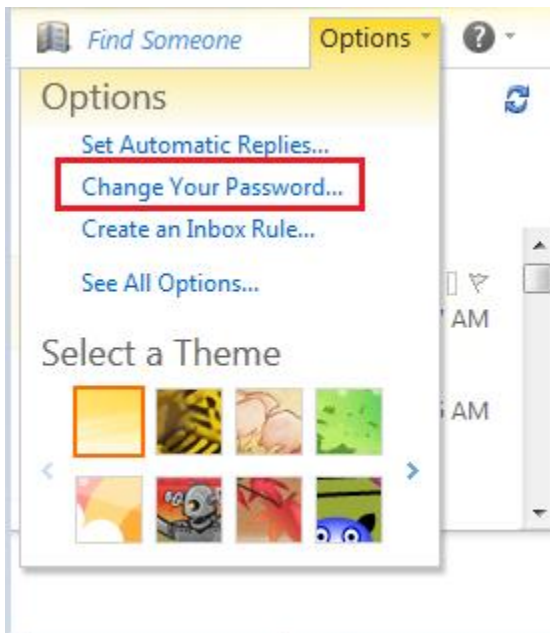 Find Someone Options ?
Options
Set Automatic Replies...
Change Your Password...
Create an Inbox Rule...
See All Options...
AM
Select a Theme
AM